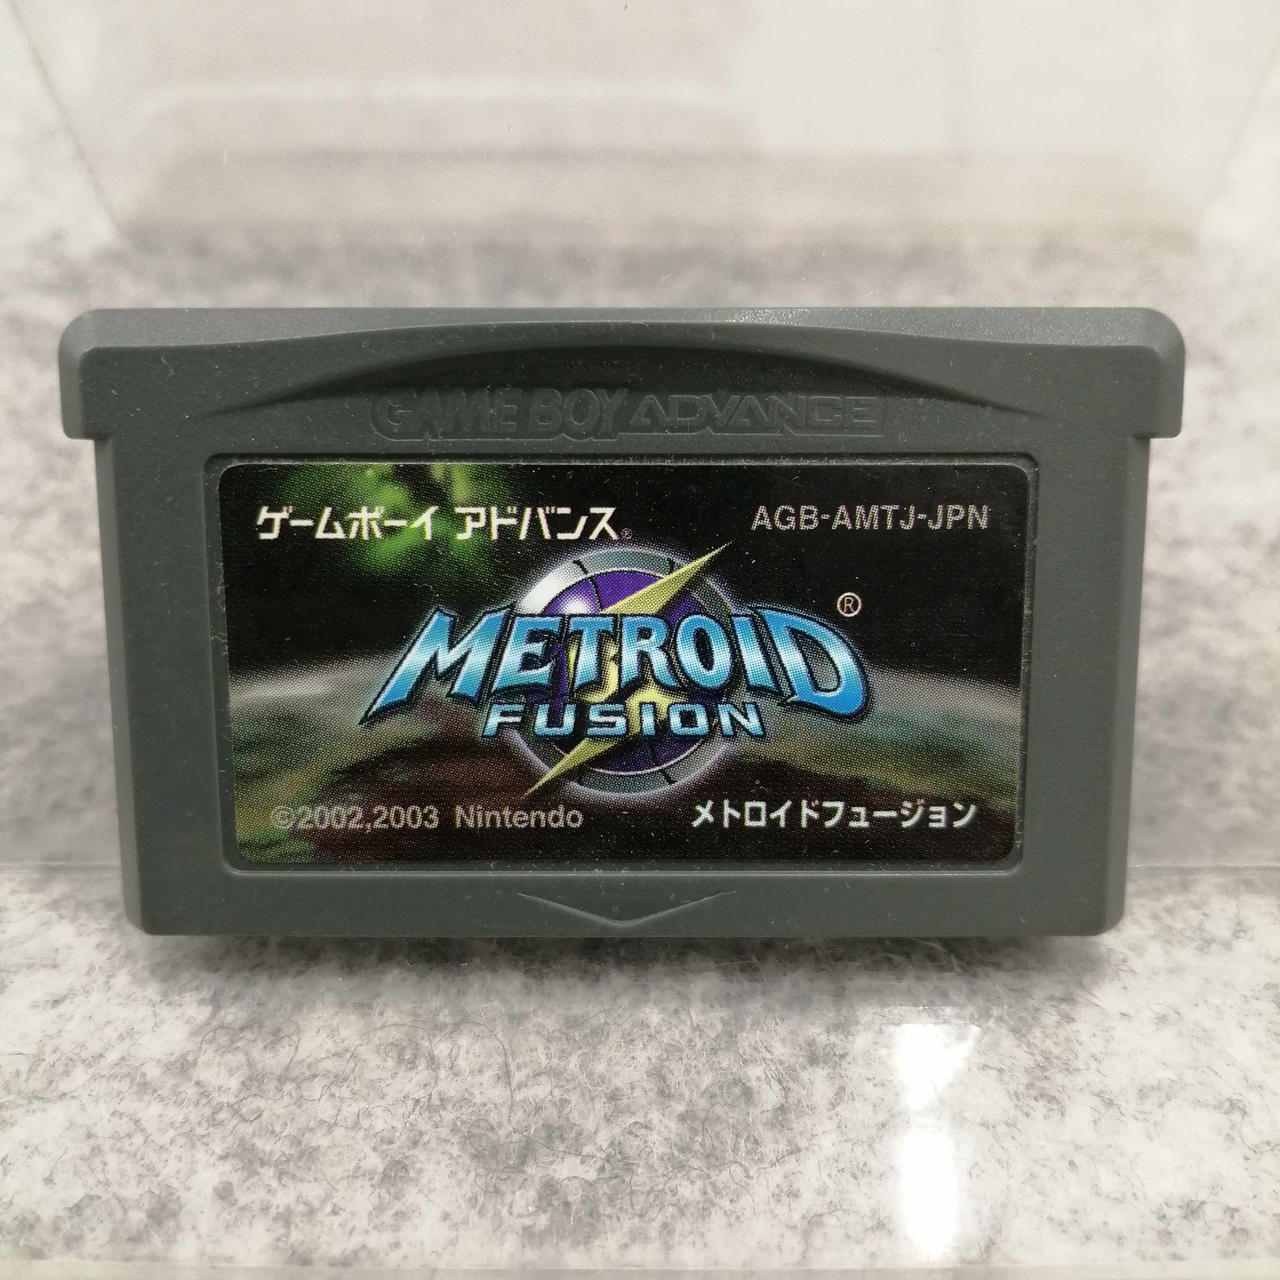 GAME BOY ADVANCE
ゲームボーイ アドバンス®
AGB-AMTJ-JPN
METROID®
FUSION
©2002,2003 Nintendo
メトロイドフュージョン